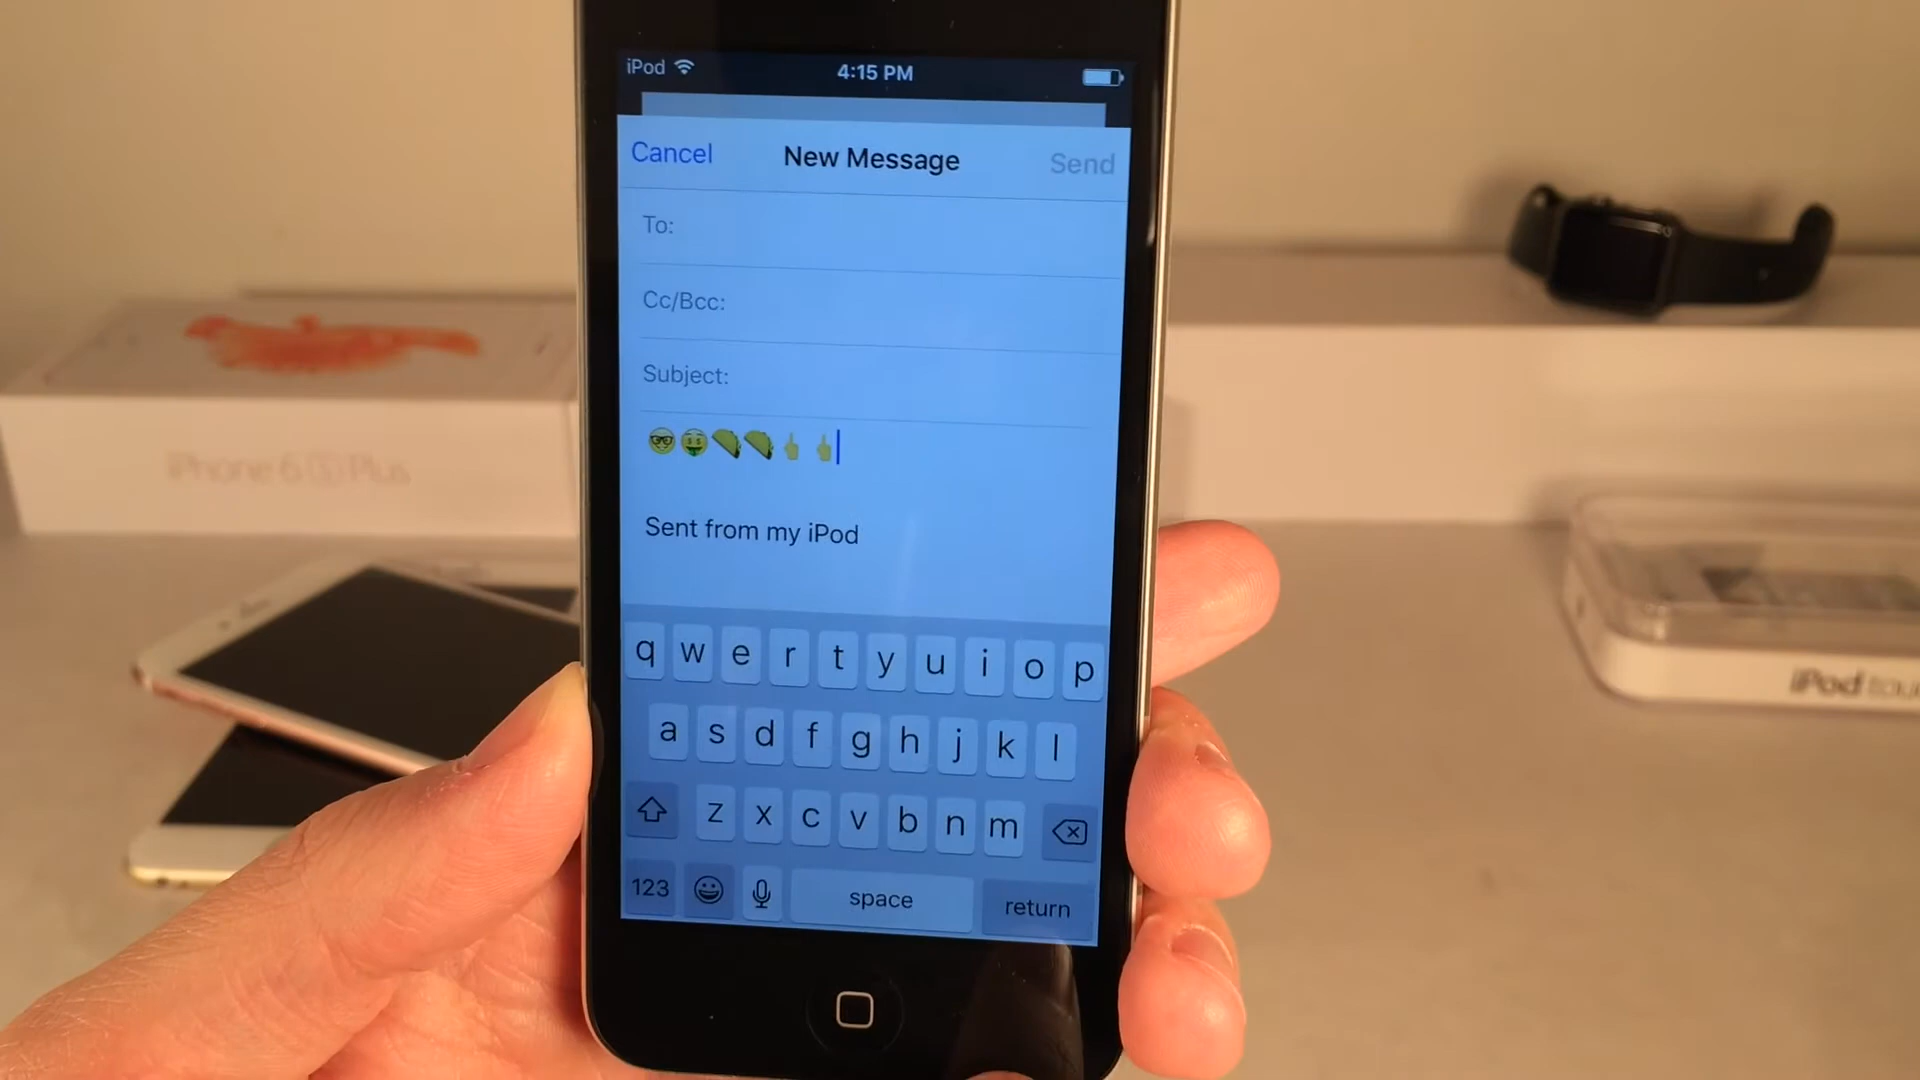 iPod 4:15 PM
Cancel New Message Send
To:
Cc/Bcc:
Subject:
🤓🤑🌮🌮🖕🖕
Sent from my iPod
q w e r t y u i o p
a s d f g h j k l
z x c v b n m
123 space return
iPhone 6S Plus
iPod